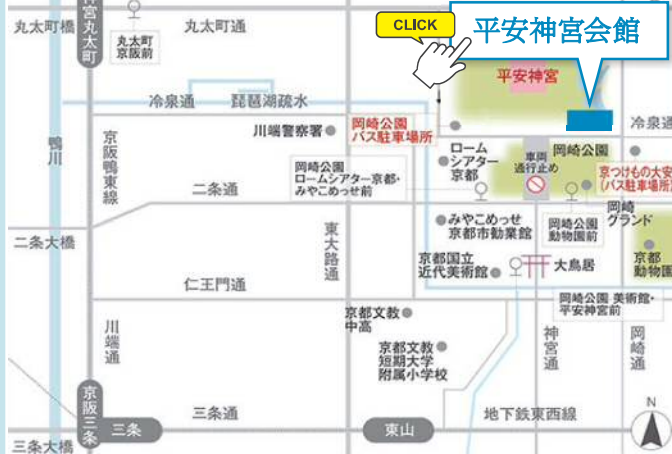 丸太町橋
神宮丸太町
丸太町
京阪前
丸太町通
CLICK
平安神宮会館
平安神宮
冷泉通
琵琶湖疏水
川端警察署
岡崎公園
バス駐車場所
冷泉通
鴨川
京阪鴨東線
岡崎公園
ロームシアター京都・
みやこめっせ前
ローム
シアター
京都
車両
通行止め
岡崎公園
京つけもの大安
(バス駐車場所)
二条通
岡崎
グランド
二条大橋
東大路通
みやこめっせ
京都市勧業館
岡崎公園
動物園前
京都国立
近代美術館
大鳥居
京都
動物園
仁王門通
岡崎公園 美術館・
平安神宮前
川端通
京都文教
中高
京都文教
短期大学
附属小学校
神宮通
岡崎通
京阪三条
三条
三条通
東山
地下鉄東西線
N
三条大橋